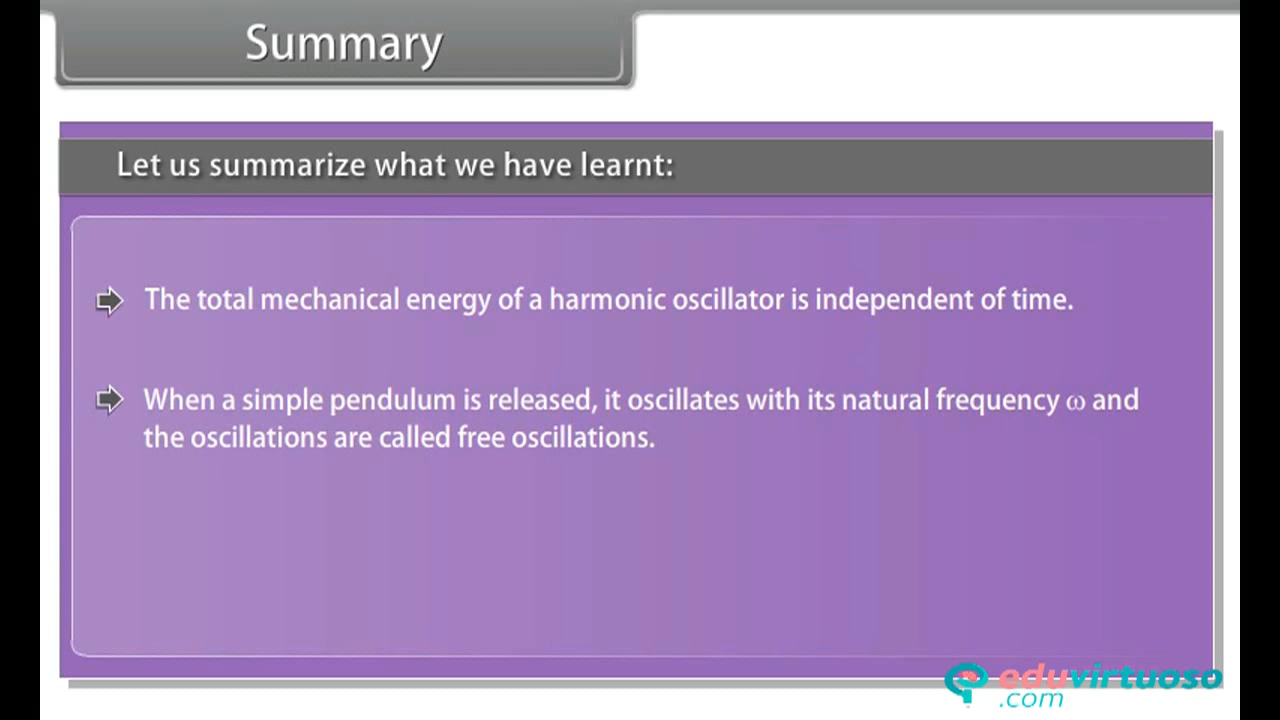 Summary
Let us summarize what we have learnt:
The total mechanical energy of a harmonic oscillator is independent of time.
When a simple pendulum is released, it oscillates with its natural frequency ω and
the oscillations are called free oscillations.
eduvirtuoso
.com